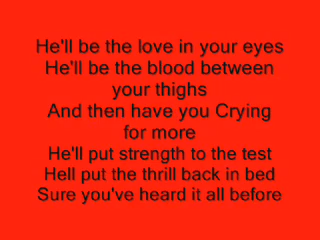 He'll be the love in your eyes
He'll be the blood between
your thighs
And then have you Crying
for more
He'll put strength to the test
Hell put the thrill back in bed
Sure you've heard it all before